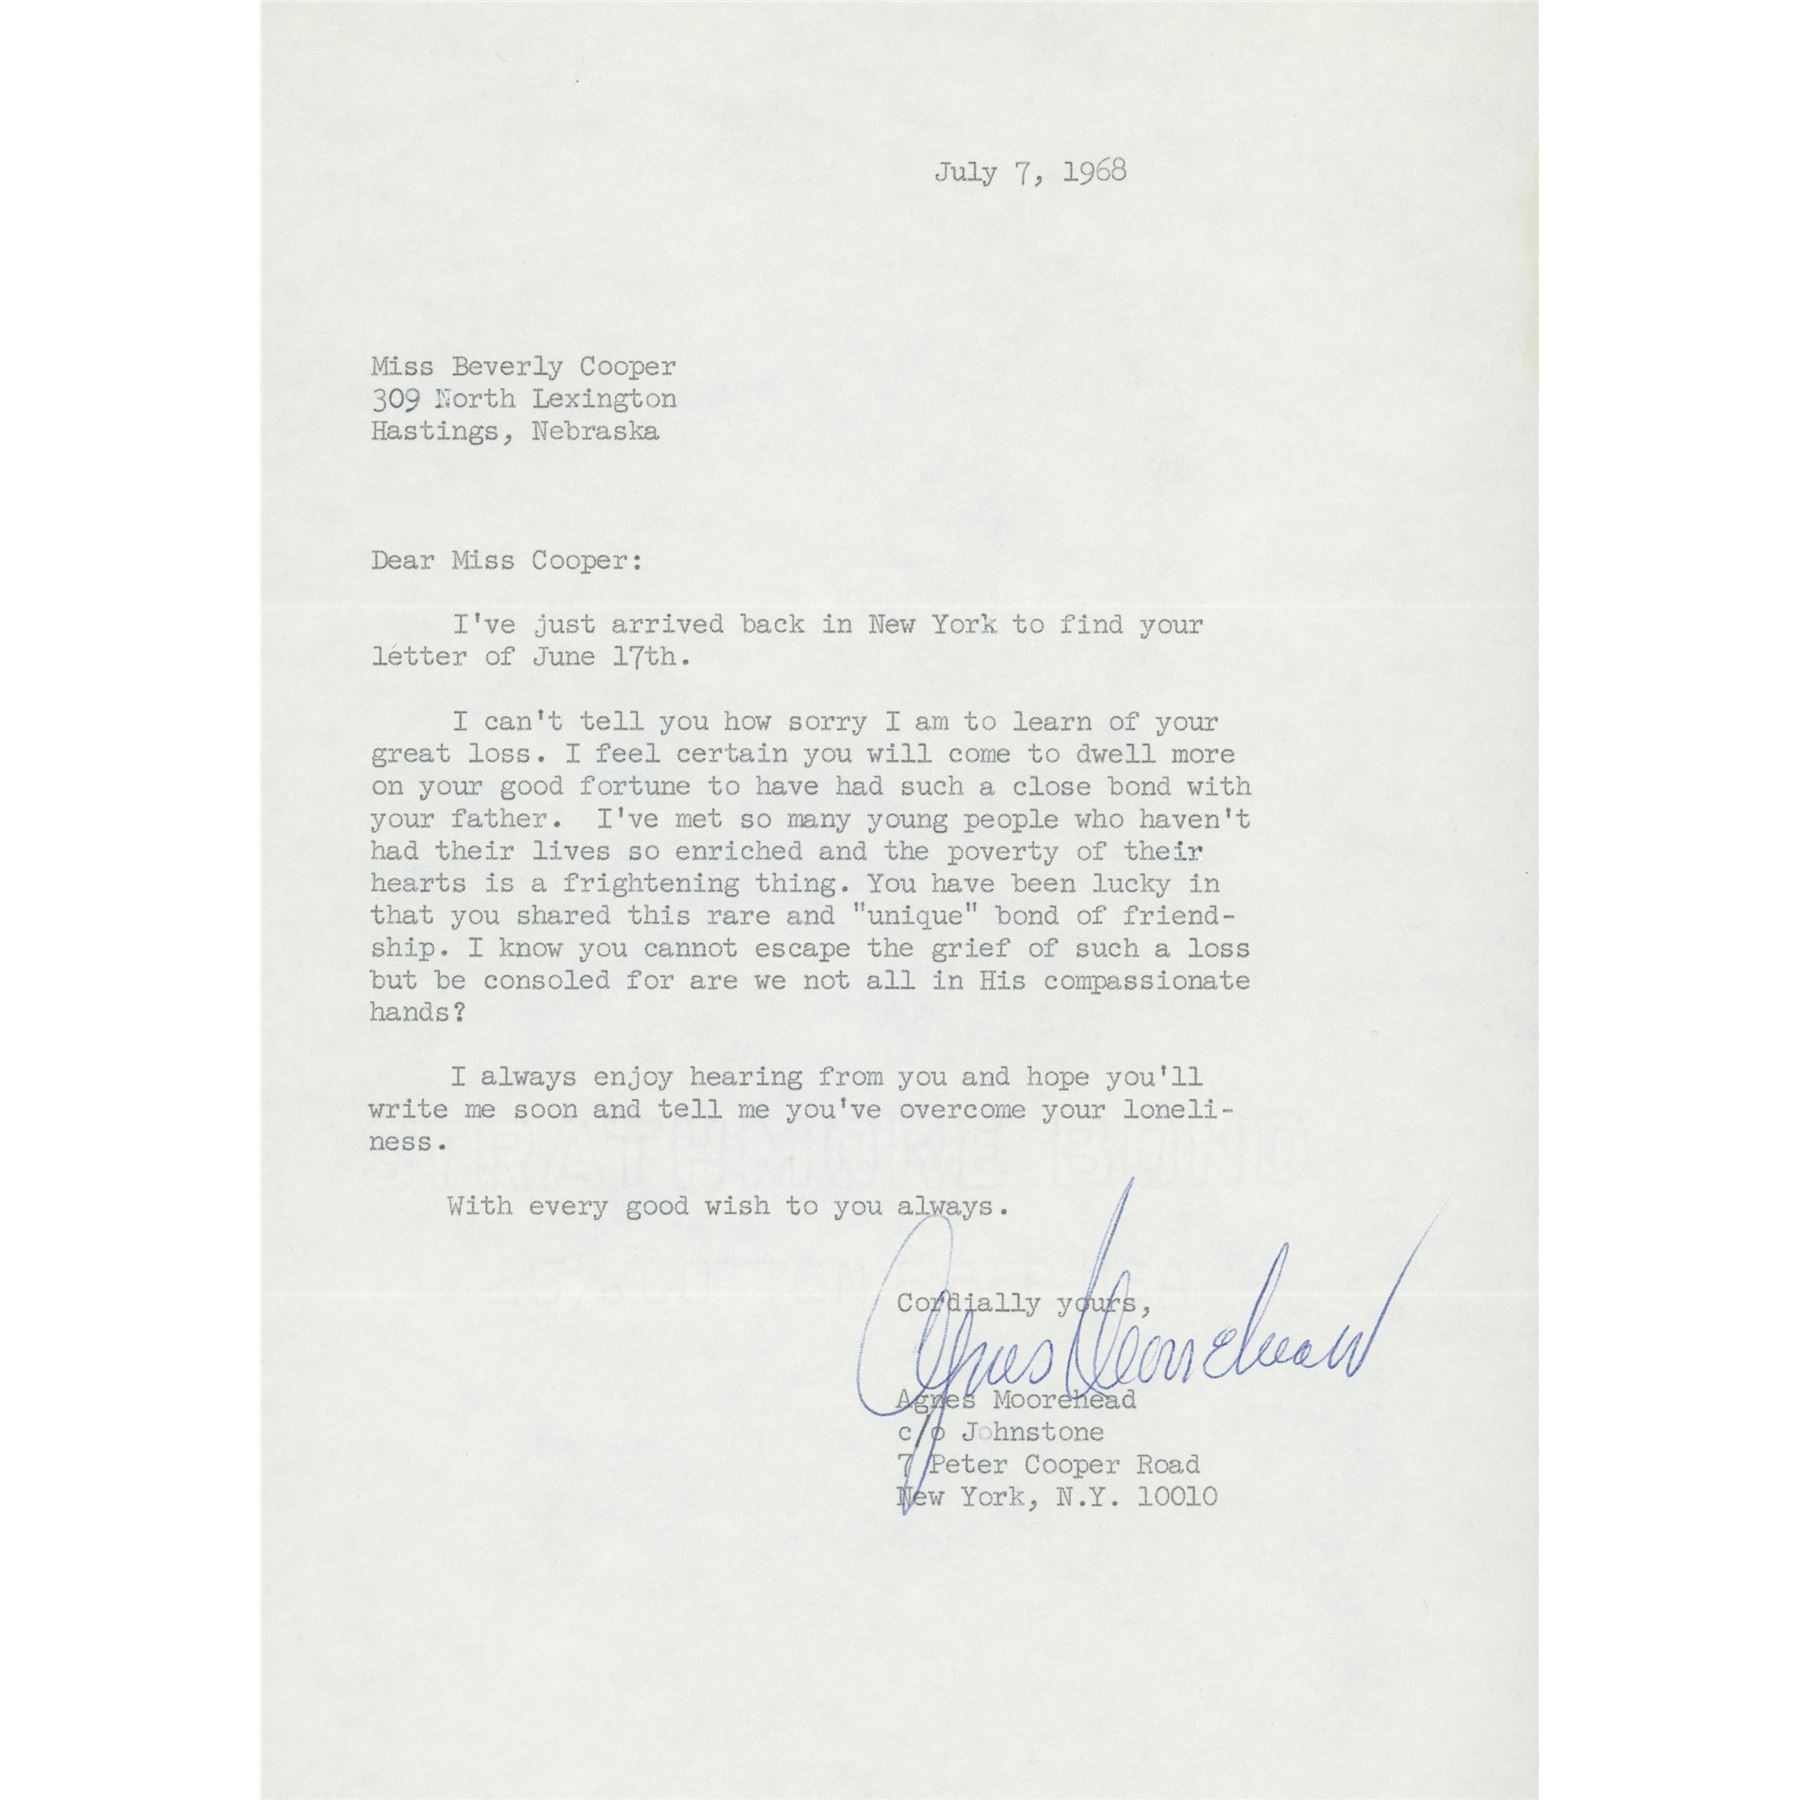 July 7, 1968
Miss Beverly Cooper
309 North Lexington
Hastings, Nebraska
Dear Miss Cooper:
I've just arrived back in New York to find your
letter of June 17th.
I can't tell you how sorry I am to learn of your
great loss. I feel certain you will come to dwell more
on your good fortune to have had such a close bond with
your father. I've met so many young people who haven't
had their lives so enriched and the poverty of their
hearts is a frightening thing. You have been lucky in
that you shared this rare and "unique" bond of friend-
ship. I know you cannot escape the grief of such a loss
but be consoled for are we not all in His compassionate
hands?
I always enjoy hearing from you and hope you'll
write me soon and tell me you've overcome your loneli-
ness.
With every good wish to you always.
Cordially yours,
Agnes Moorehead
Agnes Moorehead
c/o Johnstone
7 Peter Cooper Road
New York, N.Y. 10010